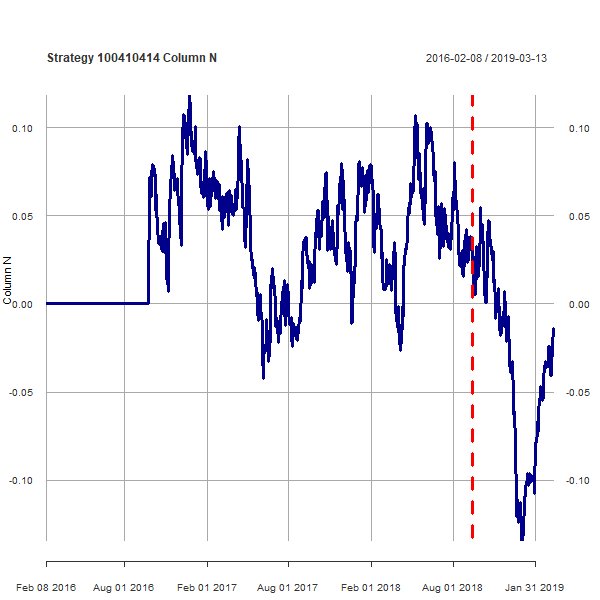 Strategy 100410414 Column N
2016-02-08 / 2019-03-13
Column N
0.10
0.05
0.00
-0.05
-0.10
0.10
0.05
0.00
-0.05
-0.10
Feb 08 2016
Aug 01 2016
Feb 01 2017
Aug 01 2017
Feb 01 2018
Aug 01 2018
Jan 31 2019